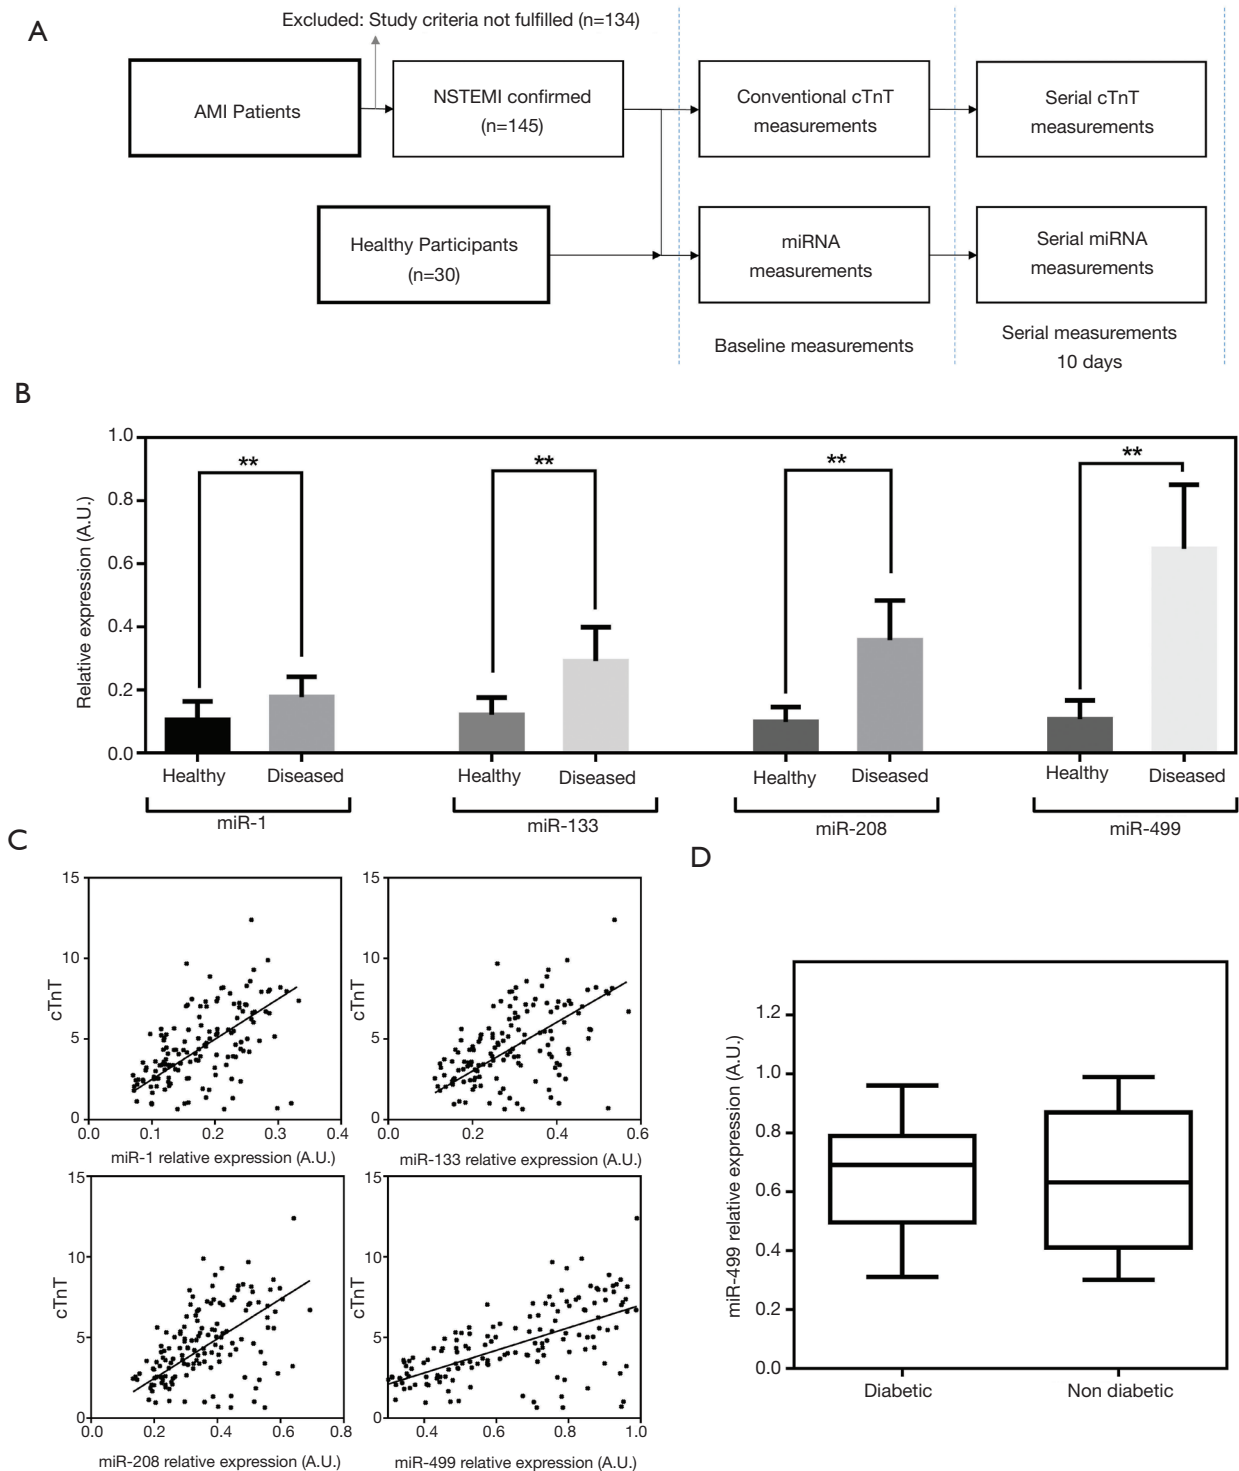 A
Excluded: Study criteria not fulfilled (n=134)
AMI Patients
NSTEMI confirmed
(n=145)
Conventional cTnT
measurements
Serial cTnT
measurements
Healthy Participants
(n=30)
miRNA
measurements
Serial miRNA
measurements
Baseline measurements
Serial measurements
10 days
B
Relative expression (A.U.)
1.0
0.8
0.6
0.4
0.2
0.0
** ** ** **
Healthy Diseased Healthy Diseased Healthy Diseased Healthy Diseased
miR-1 miR-133 miR-208 miR-499
C
cTnT
15
10
5
0
0.0 0.1 0.2 0.3 0.4
miR-1 relative expression (A.U.)
cTnT
15
10
5
0
0.0 0.2 0.4 0.6
miR-133 relative expression (A.U.)
cTnT
15
10
5
0
0.0 0.2 0.4 0.6 0.8
miR-208 relative expression (A.U.)
cTnT
15
10
5
0
0.4 0.6 0.8 1.0
miR-499 relative expression (A.U.)
D
miR-499 relative expression (A.U.)
1.2
1.0
0.8
0.6
0.4
0.2
0.0
Diabetic Non diabetic